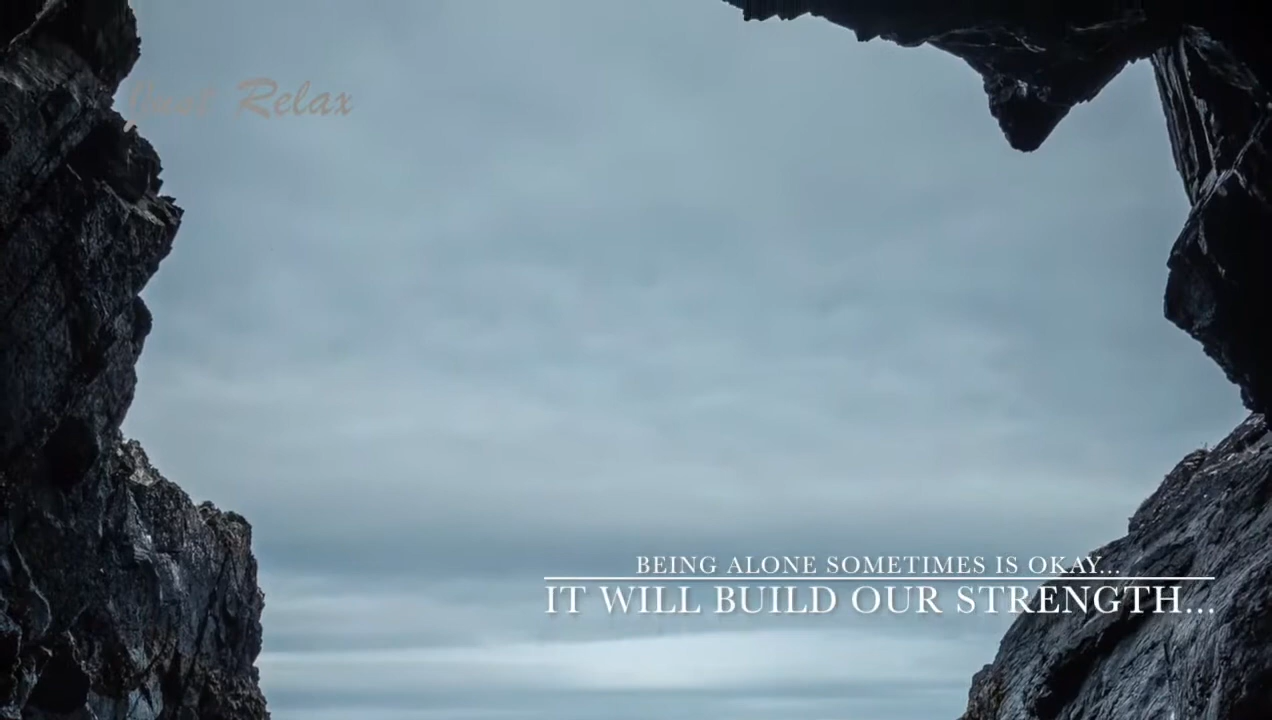 Just Relax
BEING ALONE SOMETIMES IS OKAY...
IT WILL BUILD OUR STRENGTH...